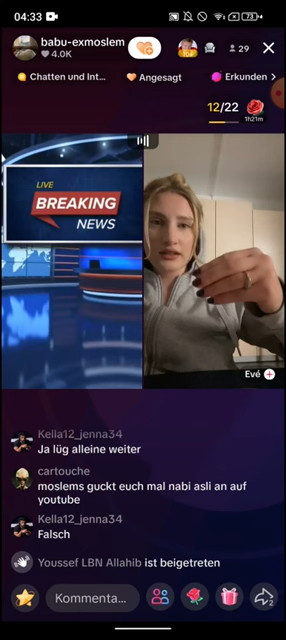 04:33
73
babu-exmoslem
4.0K
29
Chatten und Int...
Angesagt
Erkunden
12/22
1h21m
LIVE
BREAKING
NEWS
Evé
Kella12_jenna34
Ja lüg alleine weiter
cartouche
moslems guckt euch mal nabi asli an auf
youtube
Kella12_jenna34
Falsch
Youssef LBN Allahib ist beigetreten
Kommenta...
2